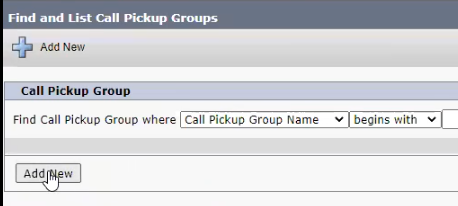 Find and List Call Pickup Groups
Add New
Call Pickup Group
Find Call Pickup Group where Call Pickup Group Name begins with
Add New